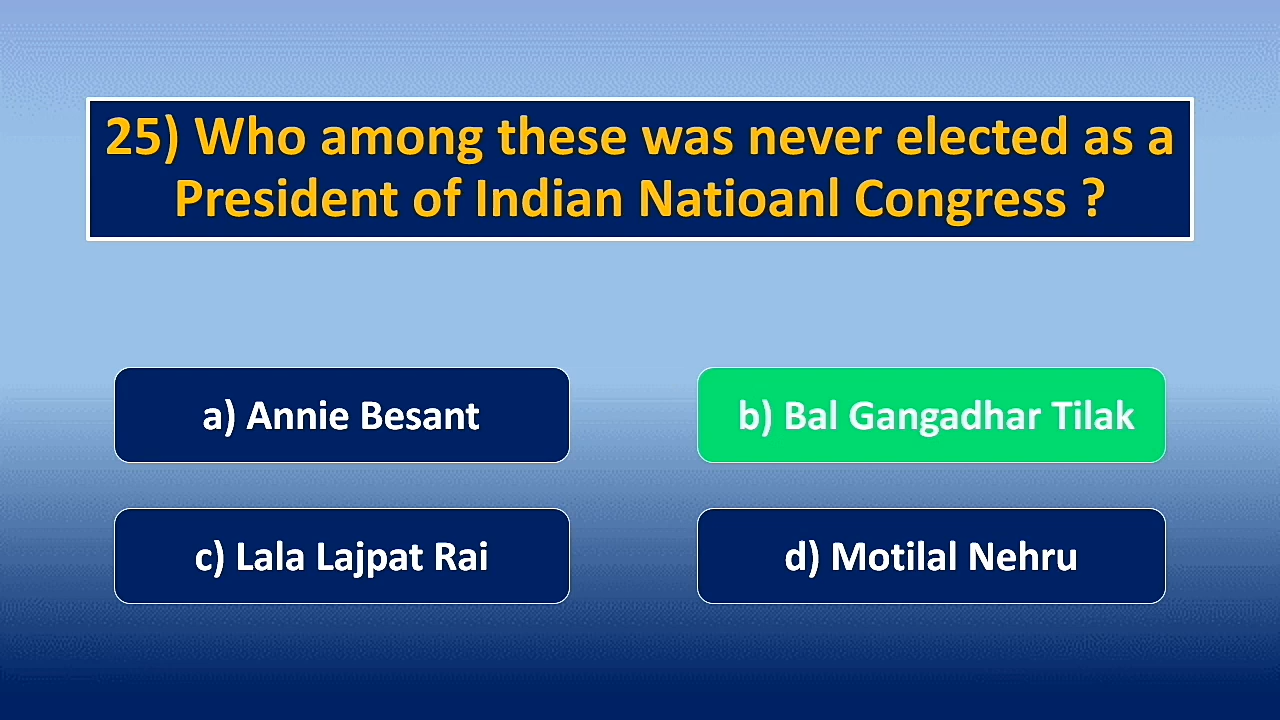 25) Who among these was never elected as a
President of Indian Natioanl Congress ?
a) Annie Besant
b) Bal Gangadhar Tilak
c) Lala Lajpat Rai
d) Motilal Nehru